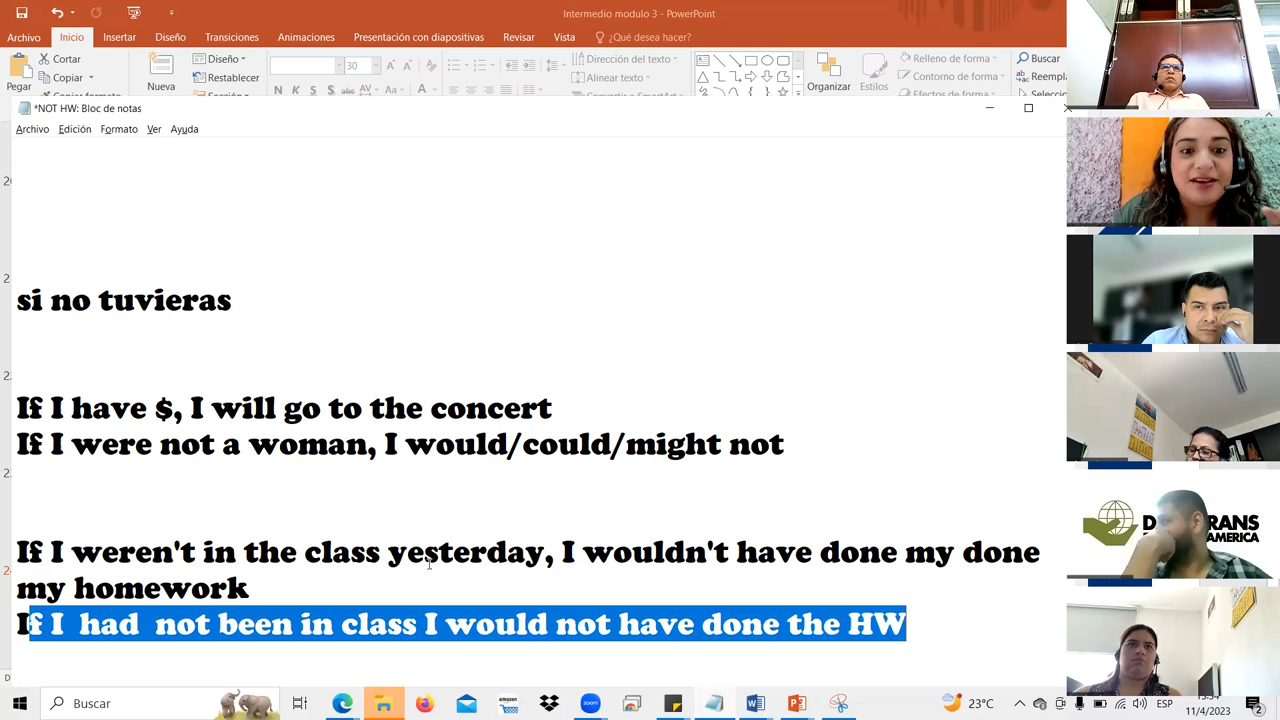 Intermedio modulo 3 - PowerPoint
Archivo Inicio Insertar Diseño Transiciones Animaciones Presentación con diapositivas Revisar Vista ¿Qué desea hacer?
Cortar Diseño 30 Dirección del texto Relleno de forma Buscar
Pegar Copiar Nueva Restablecer Alinear texto Organizar Estilos Contorno de forma
*NOT HW: Bloc de notas
Archivo Edición Formato Ver Ayuda
si no tuvieras
If I have $, I will go to the concert
If I were not a woman, I would/could/might not
If I weren't in the class yesterday, I wouldn't have done my done
my homework
If I  had  not been in class I would not have done the HW
Buscar
amazon
zoom
23°C
ESP
11/4/2023
2